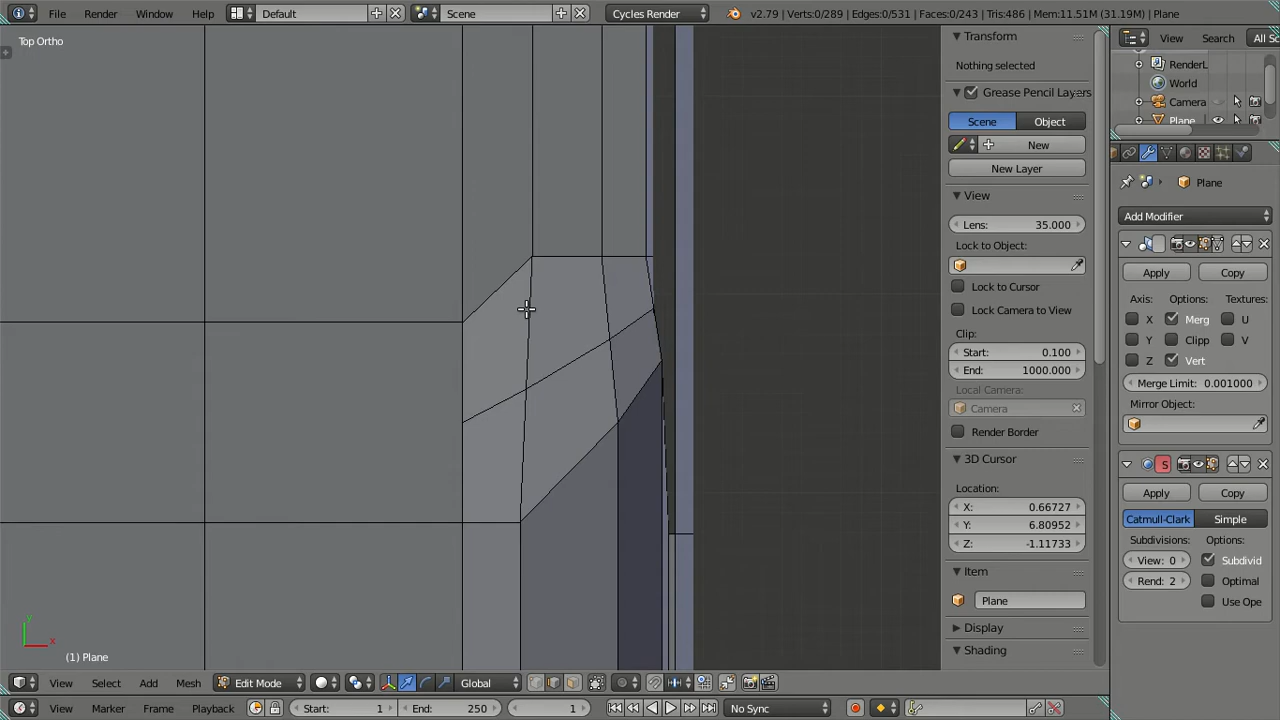 File Render Window Help Default Scene Cycles Render v2.79 | Verts:0/289 | Edges:0/531 | Faces:0/243 | Tris:486 | Mem:11.51M (31.19M) | Plane
Top Ortho
(1) Plane
Transform
Nothing selected
Grease Pencil Layers
Scene Object
New
New Layer
View
Lens: 35.000
Lock to Object:
Lock to Cursor
Lock Camera to View
Clip:
Start: 0.100
End: 1000.000
Local Camera:
Camera
Render Border
3D Cursor
Location:
X: 0.66727
Y: 6.80952
Z: -1.11733
Item
Plane
Display
Shading
View Search All Sc
RenderL
World
Camera
Plane
Plane
Add Modifier
Apply Copy
Axis: Options: Textures:
X Merg U
Y Clipp V
Z Vert
Merge Limit: 0.001000
Mirror Object:
S
Apply Copy
Catmull-Clark Simple
Subdivisions: Options:
View: 0 Subdivid
Rend: 2 Optimal
Use Ope
View Select Add Mesh Edit Mode Global
View Marker Frame Playback Start: 1 End: 250 1 No Sync